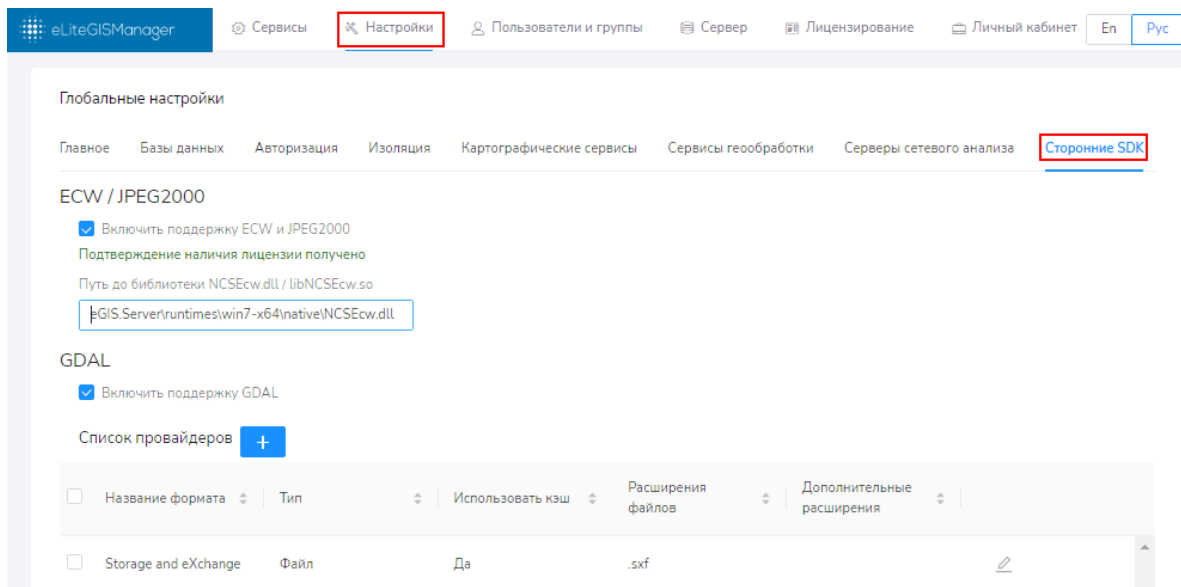 eLiteGISManager Сервисы Настройки Пользователи и группы Сервер Лицензирование Личный кабинет En Рус
Глобальные настройки
Главное Базы данных Авторизация Изоляция Картографические сервисы Сервисы геообработки Серверы сетевого анализа Сторонние SDK
ECW / JPEG2000
Включить поддержку ECW и JPEG2000
Подтверждение наличия лицензии получено
Путь до библиотеки NCSEcw.dll / libNCSEcw.so
eGIS.Server\runtimes\win7-x64\native\NCSEcw.dll
GDAL
Включить поддержку GDAL
Список провайдеров +
Название формата Тип Использовать кэш Расширения файлов Дополнительные расширения
Storage and eXchange Файл Да .sxf